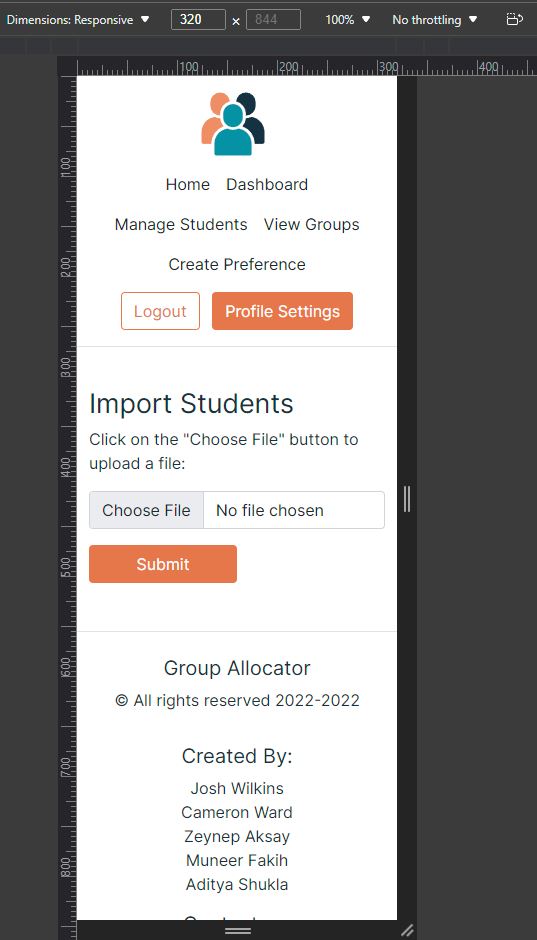 Dimensions: Responsive ▼ 320 × 844 100% ▼ No throttling ▼
100 200 300 400
Home Dashboard
100
Manage Students View Groups
200
Create Preference
Logout Profile Settings
300
Import Students
Click on the "Choose File" button to
400
upload a file:
Choose File No file chosen
500
Submit
600
Group Allocator
© All rights reserved 2022-2022
700
Created By:
Josh Wilkins
Cameron Ward
Zeynep Aksay
800
Muneer Fakih
Aditya Shukla